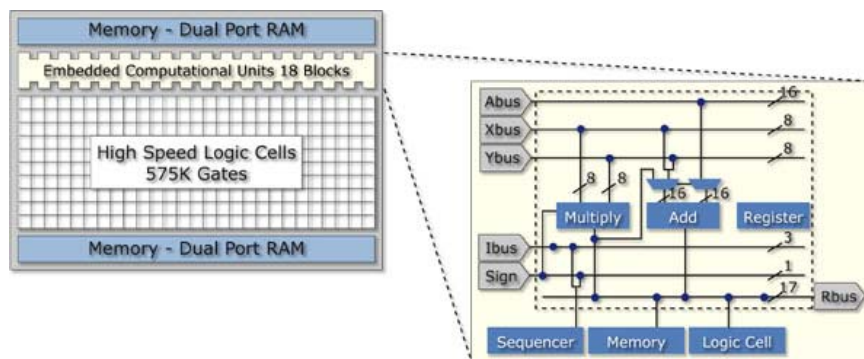 Memory - Dual Port RAM
Embedded Computational Units 18 Blocks
High Speed Logic Cells
575K Gates
Memory - Dual Port RAM
Abus
16
Xbus
8
Ybus
8
8
8
16
16
Multiply
Add
Register
Ibus
3
Sign
1
17
Rbus
Sequencer
Memory
Logic Cell